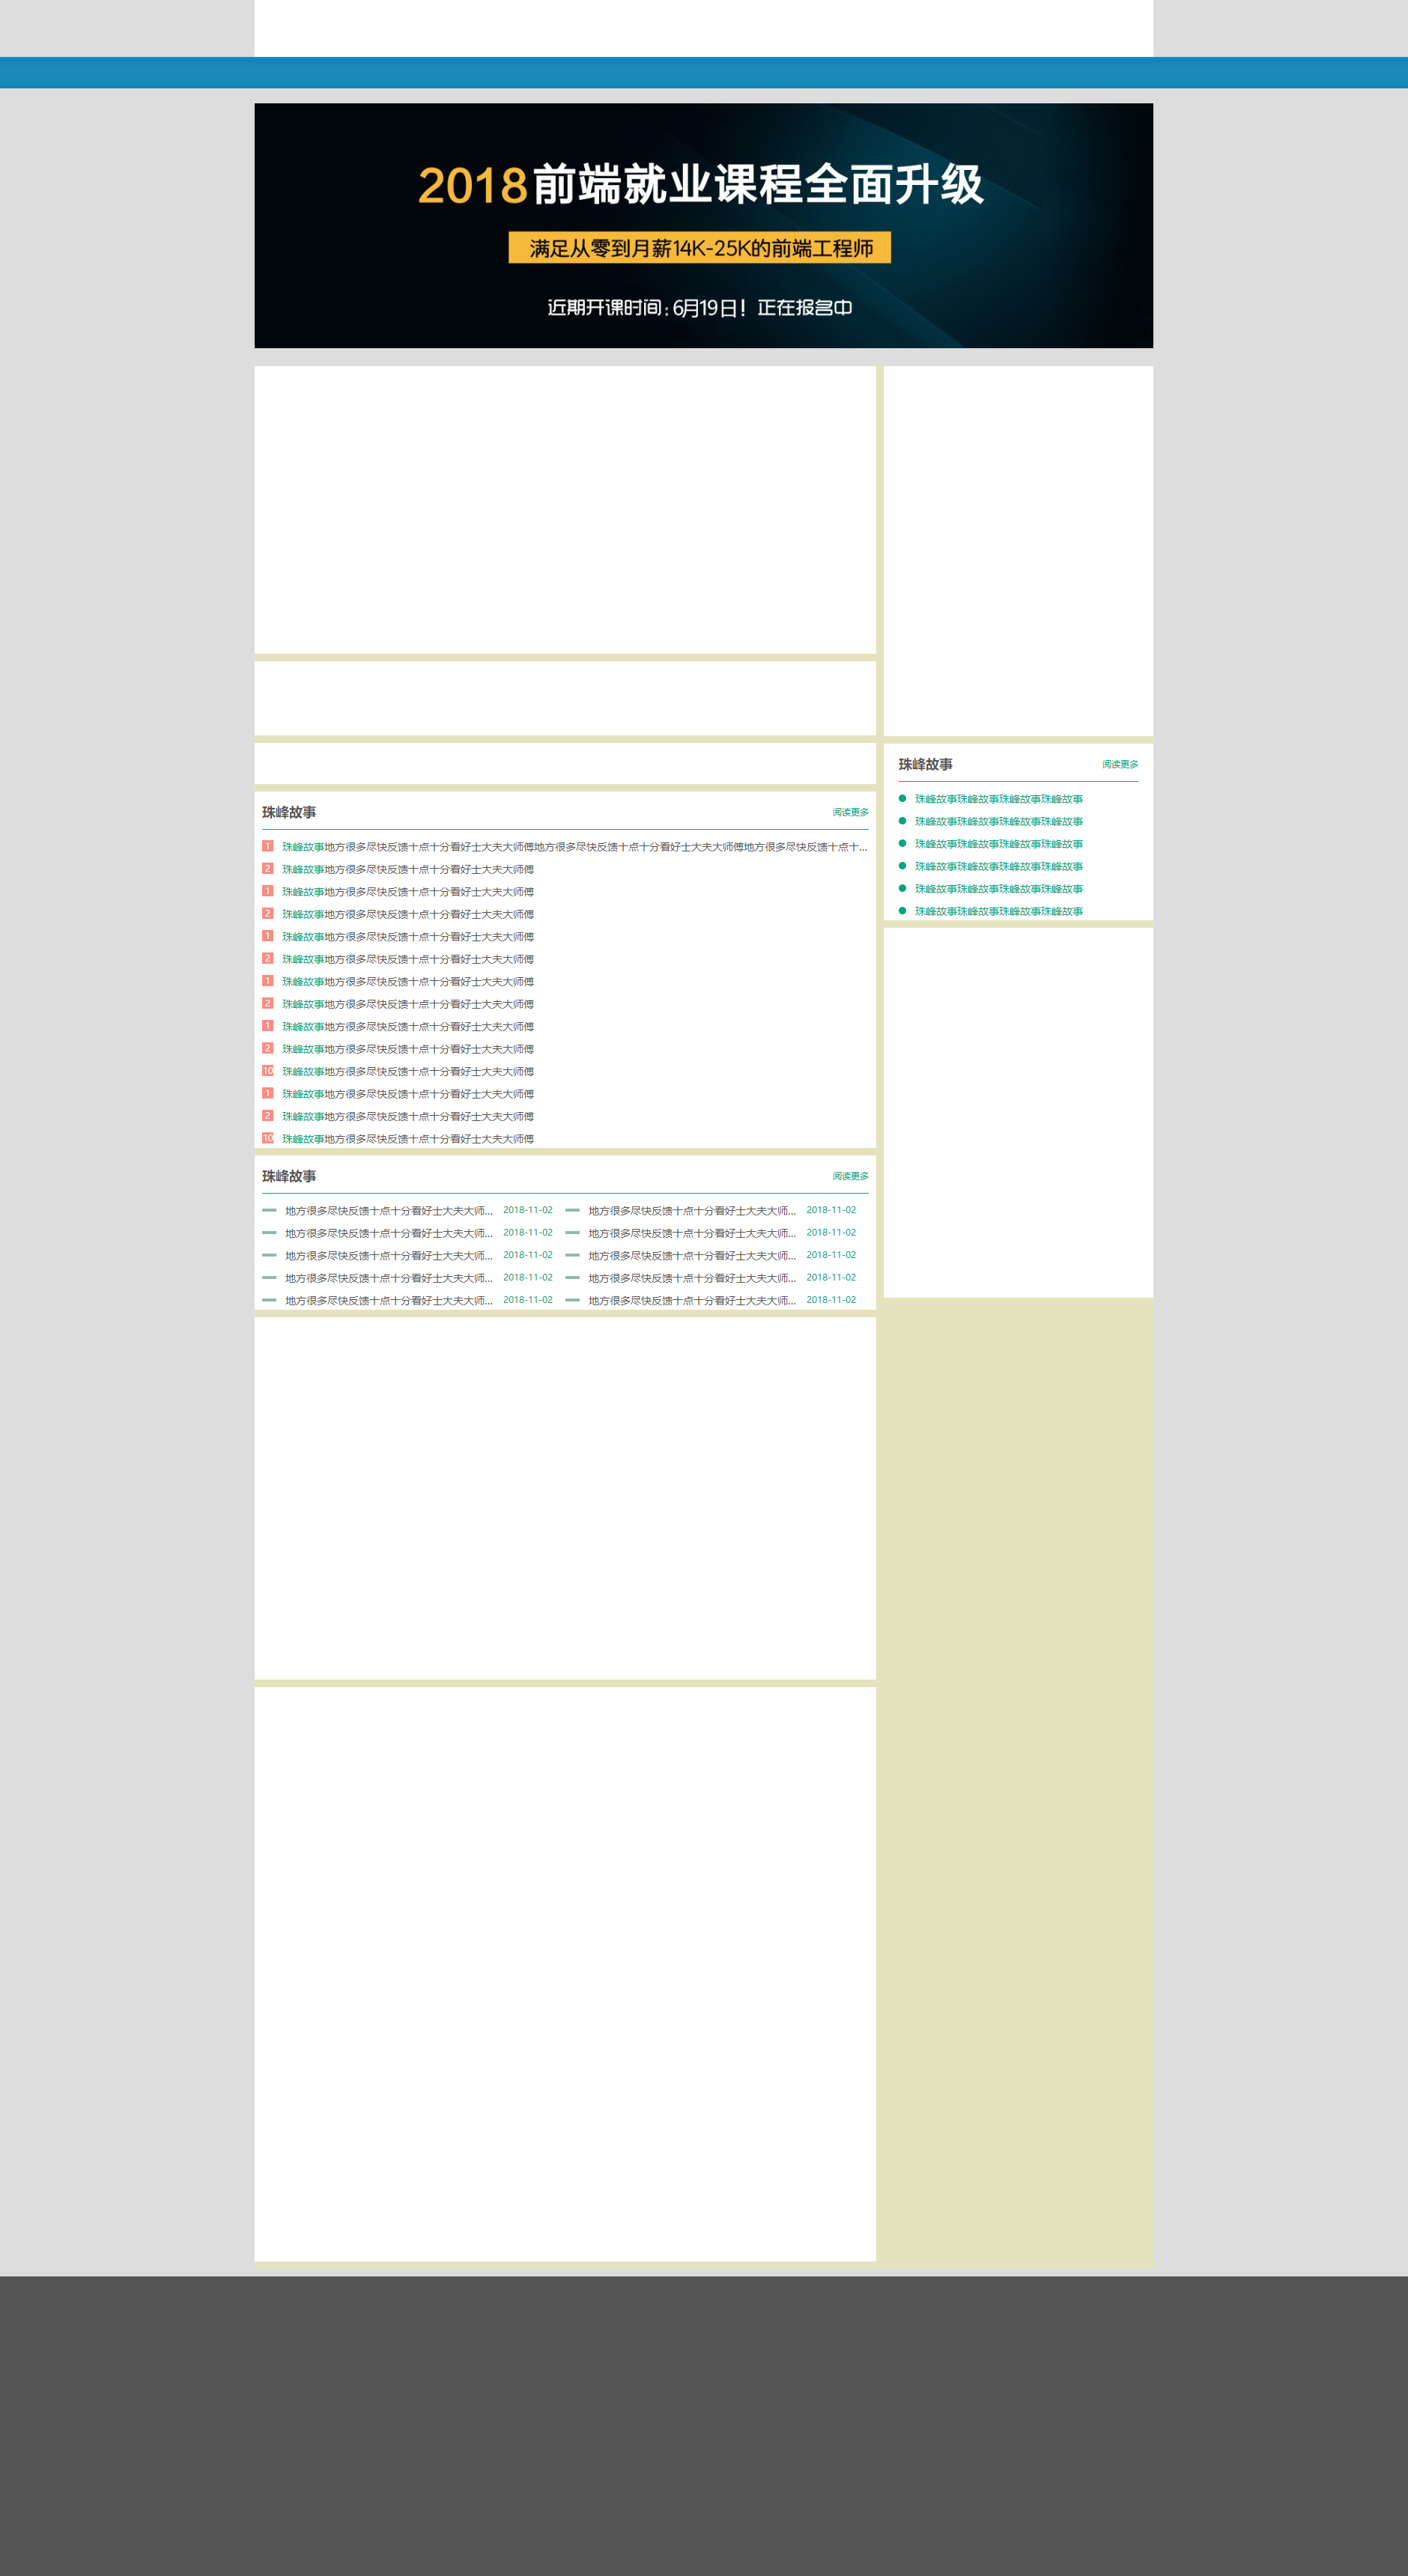 2018前端就业课程全面升级
满足从零到月薪14K-25K的前端工程师
近期开课时间:6月19日！正在报名中
珠峰故事 阅读更多
1 珠峰故事地方很多尽快反馈十点十分看好士大夫大师傅地方很多尽快反馈十点十分看好士大夫大师傅地方很多尽快反馈十点十...
2 珠峰故事地方很多尽快反馈十点十分看好士大夫大师傅
1 珠峰故事地方很多尽快反馈十点十分看好士大夫大师傅
2 珠峰故事地方很多尽快反馈十点十分看好士大夫大师傅
1 珠峰故事地方很多尽快反馈十点十分看好士大夫大师傅
2 珠峰故事地方很多尽快反馈十点十分看好士大夫大师傅
1 珠峰故事地方很多尽快反馈十点十分看好士大夫大师傅
2 珠峰故事地方很多尽快反馈十点十分看好士大夫大师傅
1 珠峰故事地方很多尽快反馈十点十分看好士大夫大师傅
2 珠峰故事地方很多尽快反馈十点十分看好士大夫大师傅
10 珠峰故事地方很多尽快反馈十点十分看好士大夫大师傅
1 珠峰故事地方很多尽快反馈十点十分看好士大夫大师傅
2 珠峰故事地方很多尽快反馈十点十分看好士大夫大师傅
10 珠峰故事地方很多尽快反馈十点十分看好士大夫大师傅
珠峰故事 阅读更多
地方很多尽快反馈十点十分看好士大夫大师... 2018-11-02 地方很多尽快反馈十点十分看好士大夫大师... 2018-11-02
地方很多尽快反馈十点十分看好士大夫大师... 2018-11-02 地方很多尽快反馈十点十分看好士大夫大师... 2018-11-02
地方很多尽快反馈十点十分看好士大夫大师... 2018-11-02 地方很多尽快反馈十点十分看好士大夫大师... 2018-11-02
地方很多尽快反馈十点十分看好士大夫大师... 2018-11-02 地方很多尽快反馈十点十分看好士大夫大师... 2018-11-02
地方很多尽快反馈十点十分看好士大夫大师... 2018-11-02 地方很多尽快反馈十点十分看好士大夫大师... 2018-11-02
珠峰故事 阅读更多
珠峰故事珠峰故事珠峰故事珠峰故事
珠峰故事珠峰故事珠峰故事珠峰故事
珠峰故事珠峰故事珠峰故事珠峰故事
珠峰故事珠峰故事珠峰故事珠峰故事
珠峰故事珠峰故事珠峰故事珠峰故事
珠峰故事珠峰故事珠峰故事珠峰故事